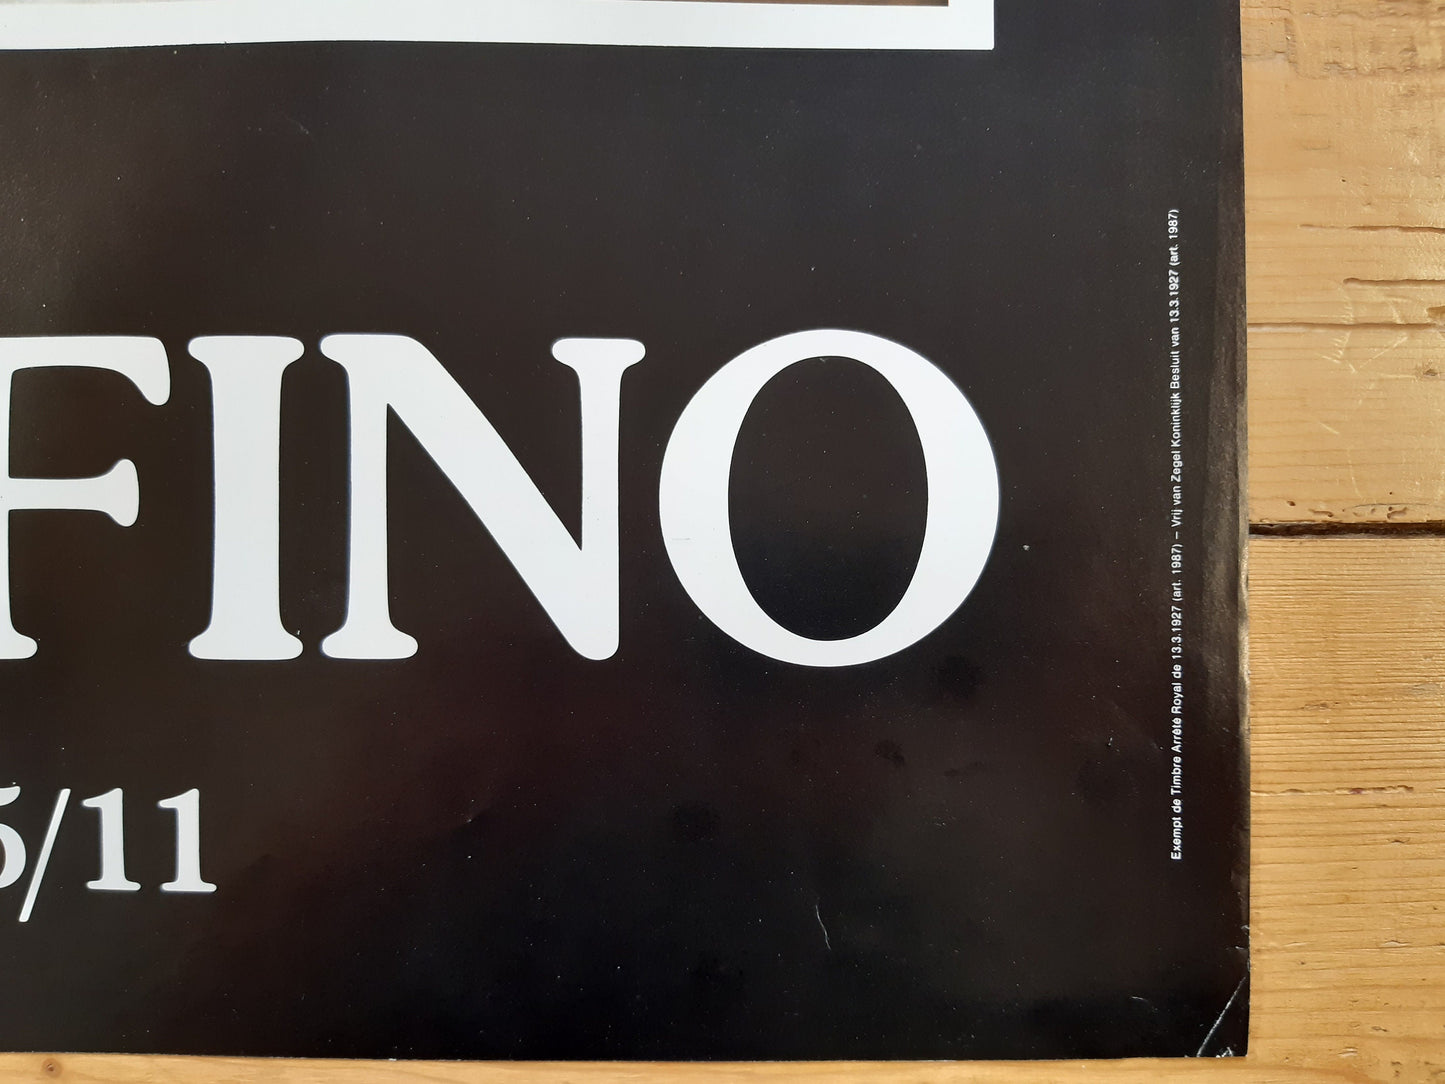 FINO
5/11
Exempt de Timbre Arrêté Royal de 13.3.1927 (art. 1987) – Vrij van Zegel Koninklijk Besluit van 13.3.1927 (art. 1987)